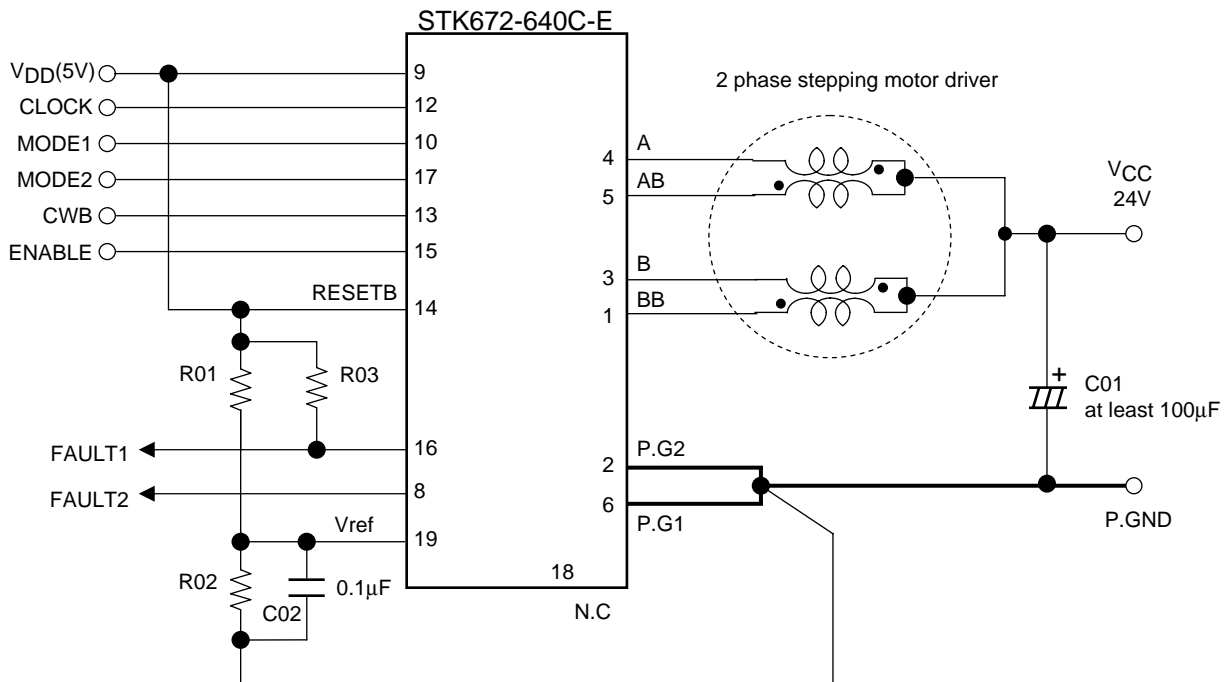 STK672-640C-E
VDD(5V)
9
CLOCK
12
MODE1
10
MODE2
17
CWB
13
ENABLE
15
RESETB
14
R01
R03
FAULT1
16
FAULT2
8
Vref
19
R02
C02
0.1μF
18
N.C
2 phase stepping motor driver
4
A
5
AB
3
B
1
BB
VCC
24V
C01
at least 100μF
2
P.G2
6
P.G1
P.GND
+